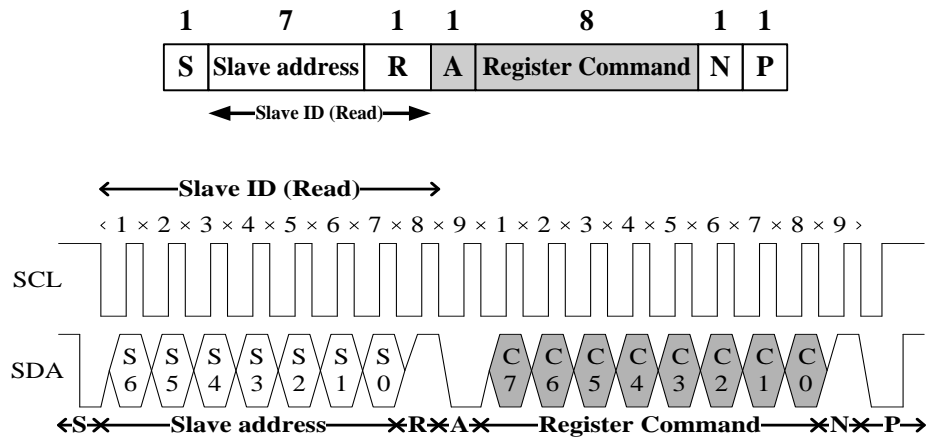 1 7 1 1 8 1 1
S Slave address R A Register Command N P
Slave ID (Read)
Slave ID (Read)
1 × 2 × 3 × 4 × 5 × 6 × 7 × 8 × 9 × 1 × 2 × 3 × 4 × 5 × 6 × 7 × 8 × 9
SCL
SDA
S S S S S S S C C C C C C C C
6 5 4 3 2 1 0 7 6 5 4 3 2 1 0
S Slave address R A Register Command N P